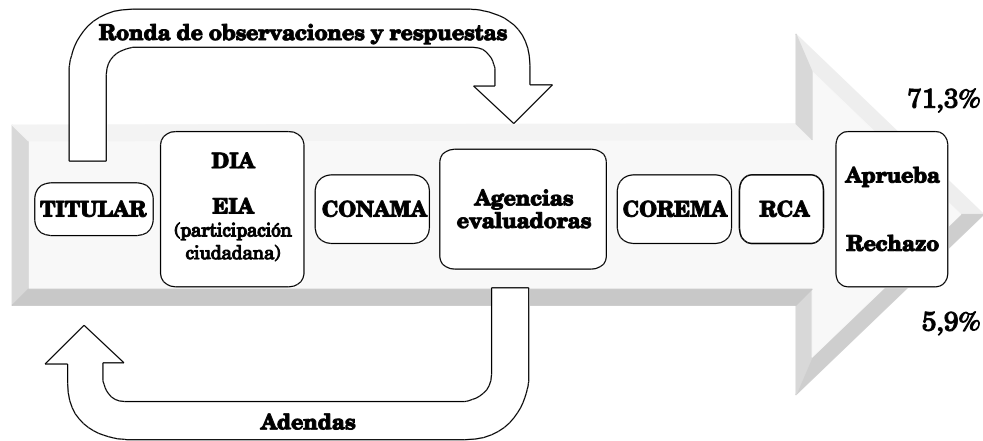 Ronda de observaciones y respuestas
71,3%
TITULAR
DIA
EIA
(participación
ciudadana)
CONAMA
Agencias
evaluadoras
COREMA
RCA
Aprueba
Rechazo
5,9%
Adendas